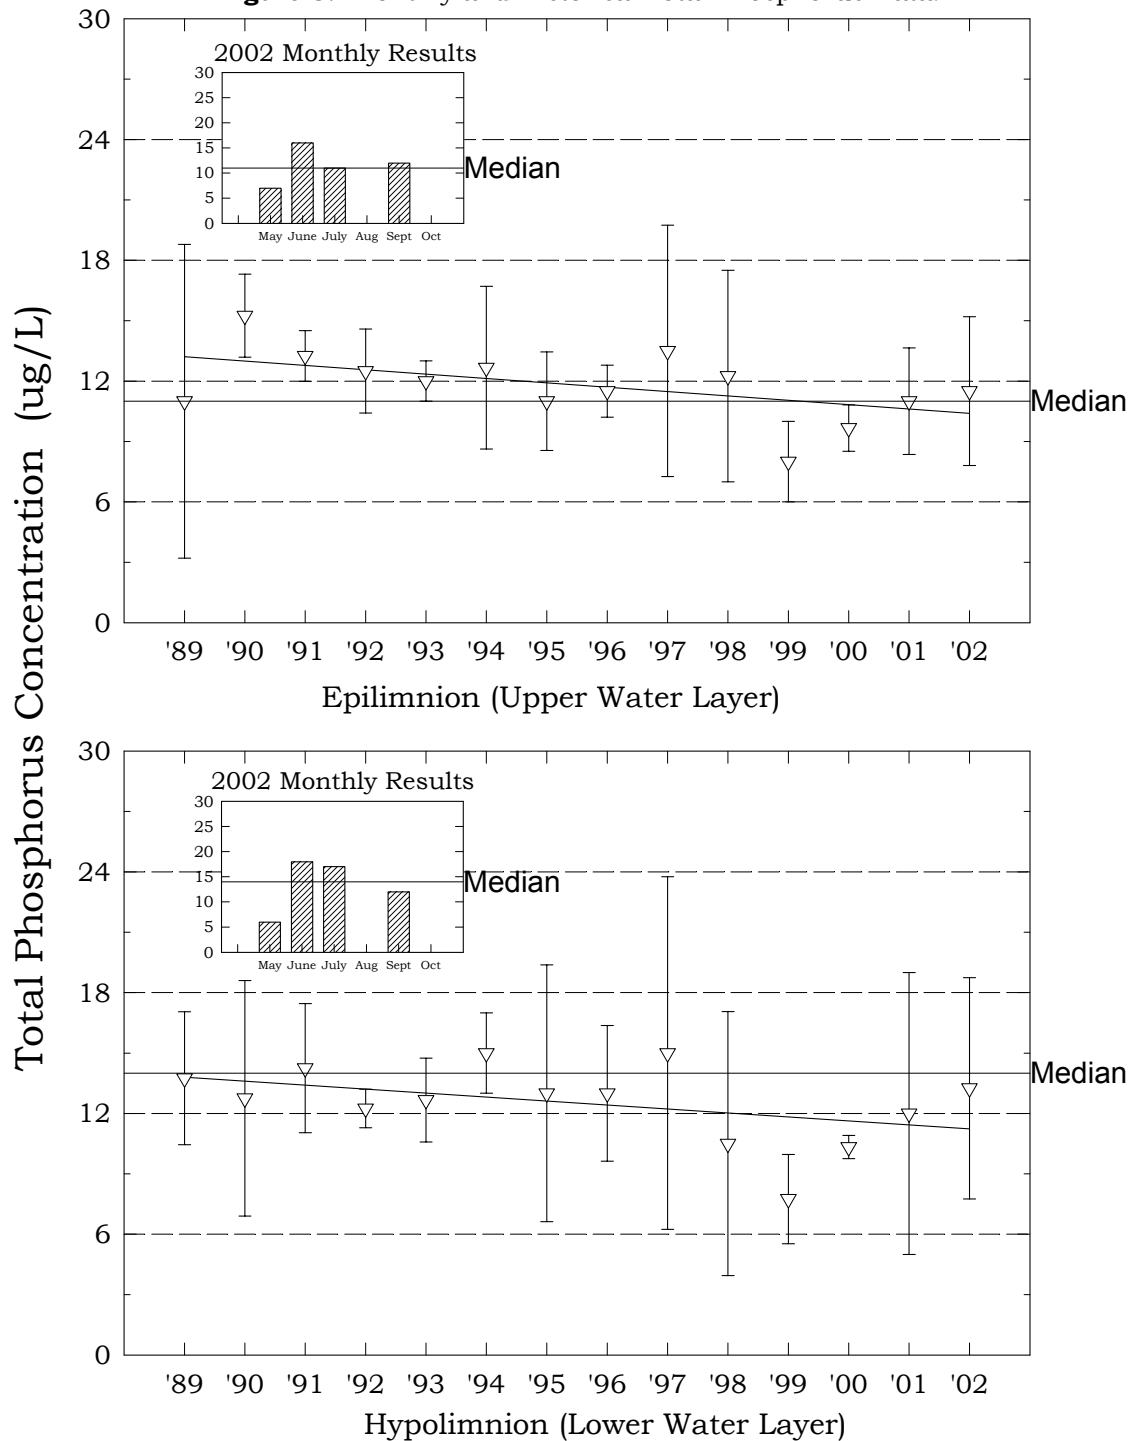 2002 Monthly Results
30
25
20
15
10
5
0
May June July Aug Sept Oct
Median
30
24
18
12
6
0
Median
'89 '90 '91 '92 '93 '94 '95 '96 '97 '98 '99 '00 '01 '02
Epilimnion (Upper Water Layer)
Total Phosphorus Concentration (ug/L)
2002 Monthly Results
30
25
20
15
10
5
0
May June July Aug Sept Oct
Median
30
24
18
12
6
0
Median
'89 '90 '91 '92 '93 '94 '95 '96 '97 '98 '99 '00 '01 '02
Hypolimnion (Lower Water Layer)